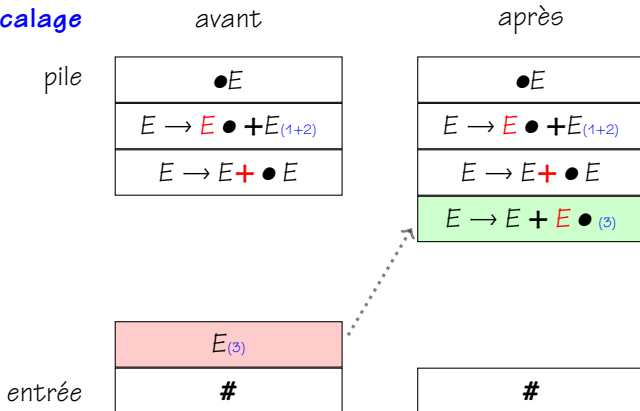 calage avant après
pile ●E ●E
E → E ● +E(1+2) E → E ● +E(1+2)
E → E+ ● E E → E+ ● E
E → E + E ● (3)
E(3)
entrée # #